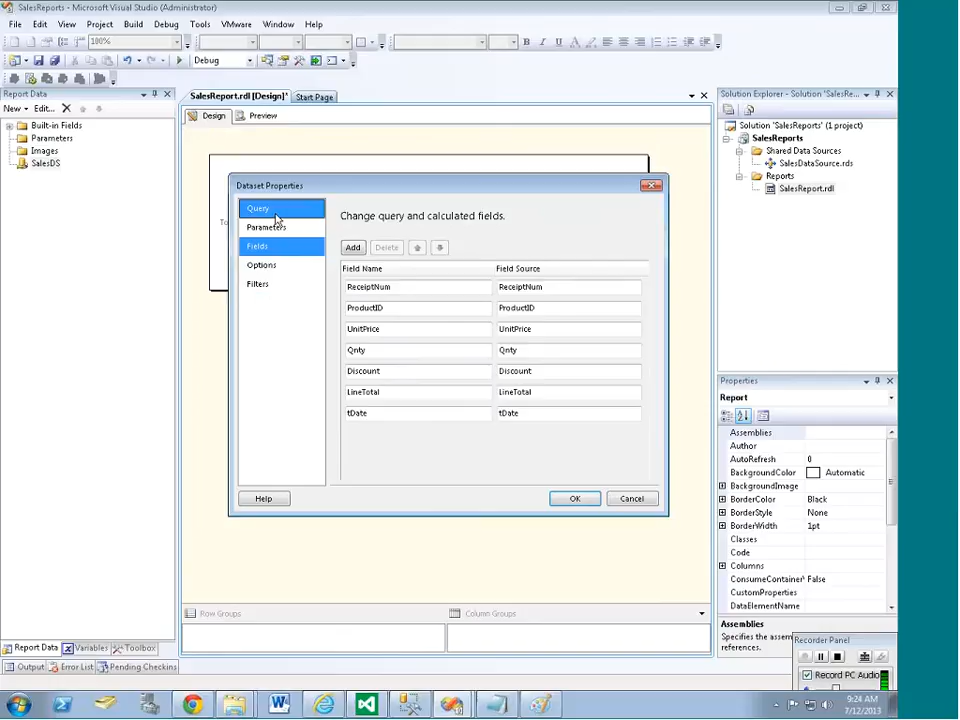 SalesReports - Microsoft Visual Studio (Administrator)
File Edit View Project Build Debug Tools VMware Window Help
100%
B I U A
Debug
Report Data
New Edit...
Built-in Fields
Parameters
Images
SalesDS
SalesReport.rdl [Design]* Start Page
Design Preview
To
Dataset Properties
Query
Parameters
Fields
Options
Filters
Change query and calculated fields.
Add Delete
Field Name Field Source
ReceiptNum ReceiptNum
ProductID ProductID
UnitPrice UnitPrice
Qnty Qnty
Discount Discount
LineTotal LineTotal
tDate tDate
Help OK Cancel
Row Groups Column Groups
Solution Explorer - Solution 'SalesRe...
Solution 'SalesReports' (1 project)
SalesReports
Shared Data Sources
SalesDataSource.rds
Reports
SalesReport.rdl
Properties
Report
Assemblies
Author
AutoRefresh 0
BackgroundColor Automatic
BackgroundImage
BorderColor Black
BorderStyle None
BorderWidth 1pt
Classes
Code
Columns
ConsumeContainer False
CustomProperties
DataElementName
Assemblies
Specifies the assem
references.
Recorder Panel
Record PC Audio
Report Data Variables Toolbox
Output Error List Pending Checkins
9:24 AM
7/12/2013